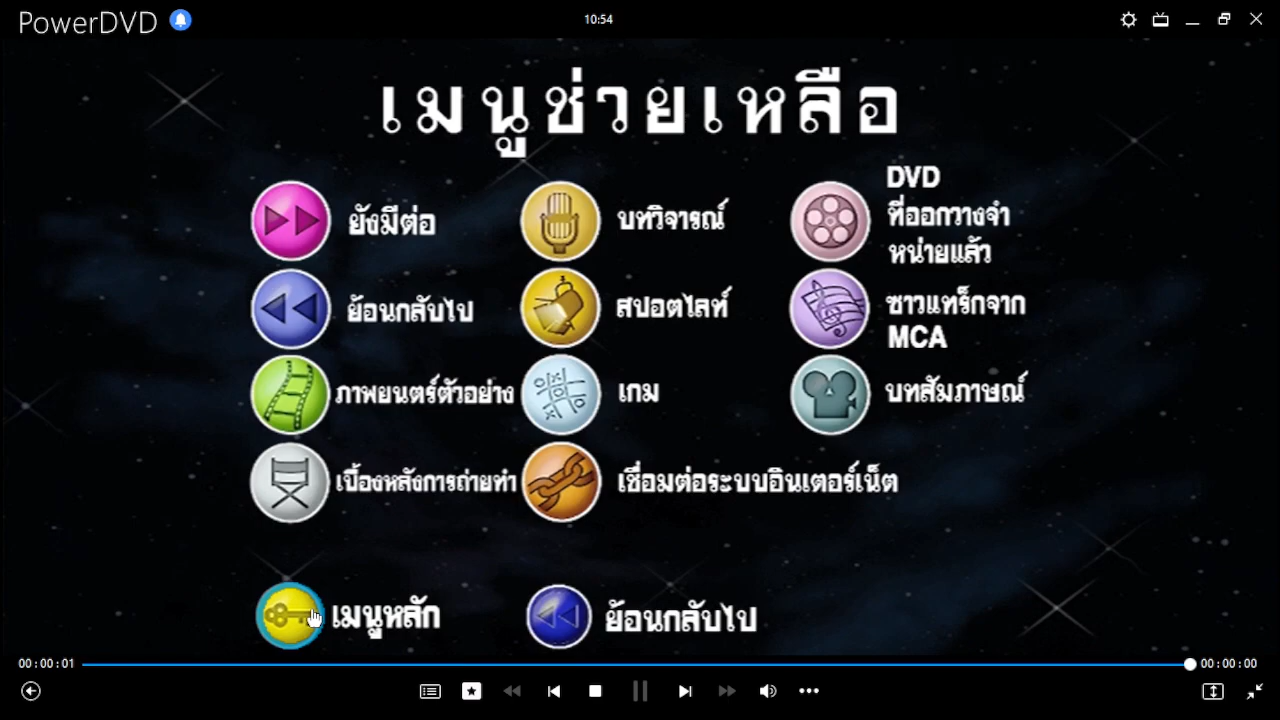 PowerDVD
10:54
เมนูช่วยเหลือ
ยังมีต่อ
บทวิจารณ์
DVD
ที่ออกวางจำ
หน่ายแล้ว
ย้อนกลับไป
สปอตไลท์
ซาวแทร็กจาก
MCA
ภาพยนตร์ตัวอย่าง
เกม
บทสัมภาษณ์
เบื้องหลังการถ่ายทำ
เชื่อมต่อระบบอินเตอร์เน็ต
เมนูหลัก
ย้อนกลับไป
00:00:01
00:00:00